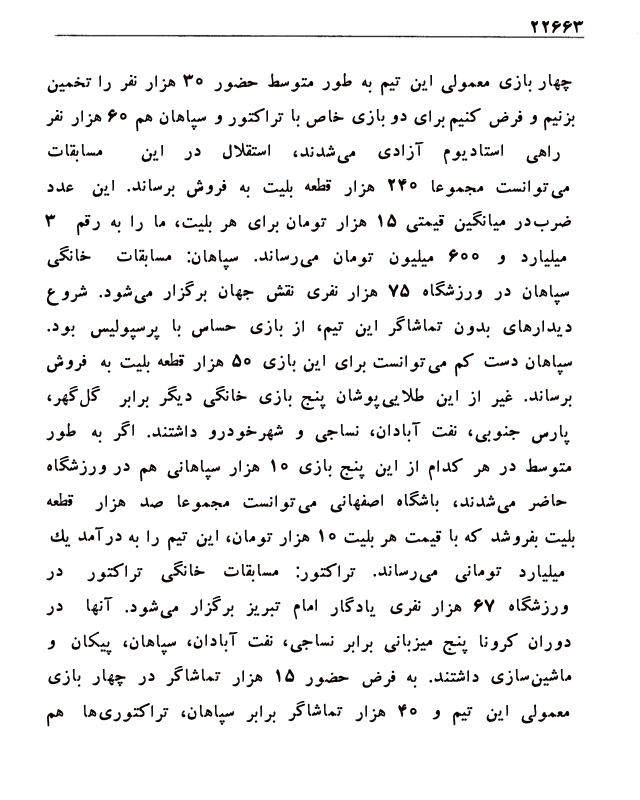 ۲۲۶۶۳
چهار بازی معمولی این تیم به طور متوسط حضور ۳۰ هزار نفر را تخمین
بزنیم و فرض کنیم برای دو بازی خاص با تراکتور و سپاهان هم ۶۰ هزار نفر
راهی استادیوم آزادی می‌شدند، استقلال در این مسابقات
می‌توانست مجموعا ۲۴۰ هزار قطعه بلیت به فروش برساند. این عدد
ضرب‌در میانگین قیمتی ۱۵ هزار تومان برای هر بلیت، ما را به رقم ۳
میلیارد و ۶۰۰ میلیون تومان می‌رساند. سپاهان: مسابقات خانگی
سپاهان در ورزشگاه ۷۵ هزار نفری نقش جهان برگزار می‌شود. شروع
دیدارهای بدون تماشاگر این تیم، از بازی حساس با پرسپولیس بود.
سپاهان دست کم می‌توانست برای این بازی ۵۰ هزار قطعه بلیت به فروش
برساند. غیر از این طلایی‌پوشان پنج بازی خانگی دیگر برابر گل‌گهر،
پارس جنوبی، نفت آبادان، نساجی و شهرخودرو داشتند. اگر به طور
متوسط در هر کدام از این پنج بازی ۱۰ هزار سپاهانی هم در ورزشگاه
حاضر می‌شدند، باشگاه اصفهانی می‌توانست مجموعا صد هزار قطعه
بلیت بفروشد که با قیمت هر بلیت ۱۰ هزار تومان، این تیم را به درآمد یك
میلیارد تومانی می‌رساند. تراکتور: مسابقات خانگی تراکتور در
ورزشگاه ۶۷ هزار نفری یادگار امام تبریز برگزار می‌شود. آنها در
دوران کرونا پنج میزبانی برابر نساجی، نفت آبادان، سپاهان، پیکان و
ماشین‌سازی داشتند. به فرض حضور ۱۵ هزار تماشاگر در چهار بازی
معمولی این تیم و ۴۰ هزار تماشاگر برابر سپاهان، تراکتوری‌ها هم